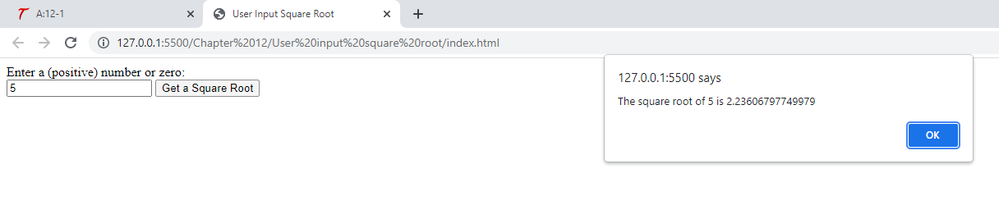 A:12-1
User Input Square Root
127.0.0.1:5500/Chapter%2012/User%20input%20square%20root/index.html
Enter a (positive) number or zero:
5 Get a Square Root
127.0.0.1:5500 says
The square root of 5 is 2.23606797749979
OK